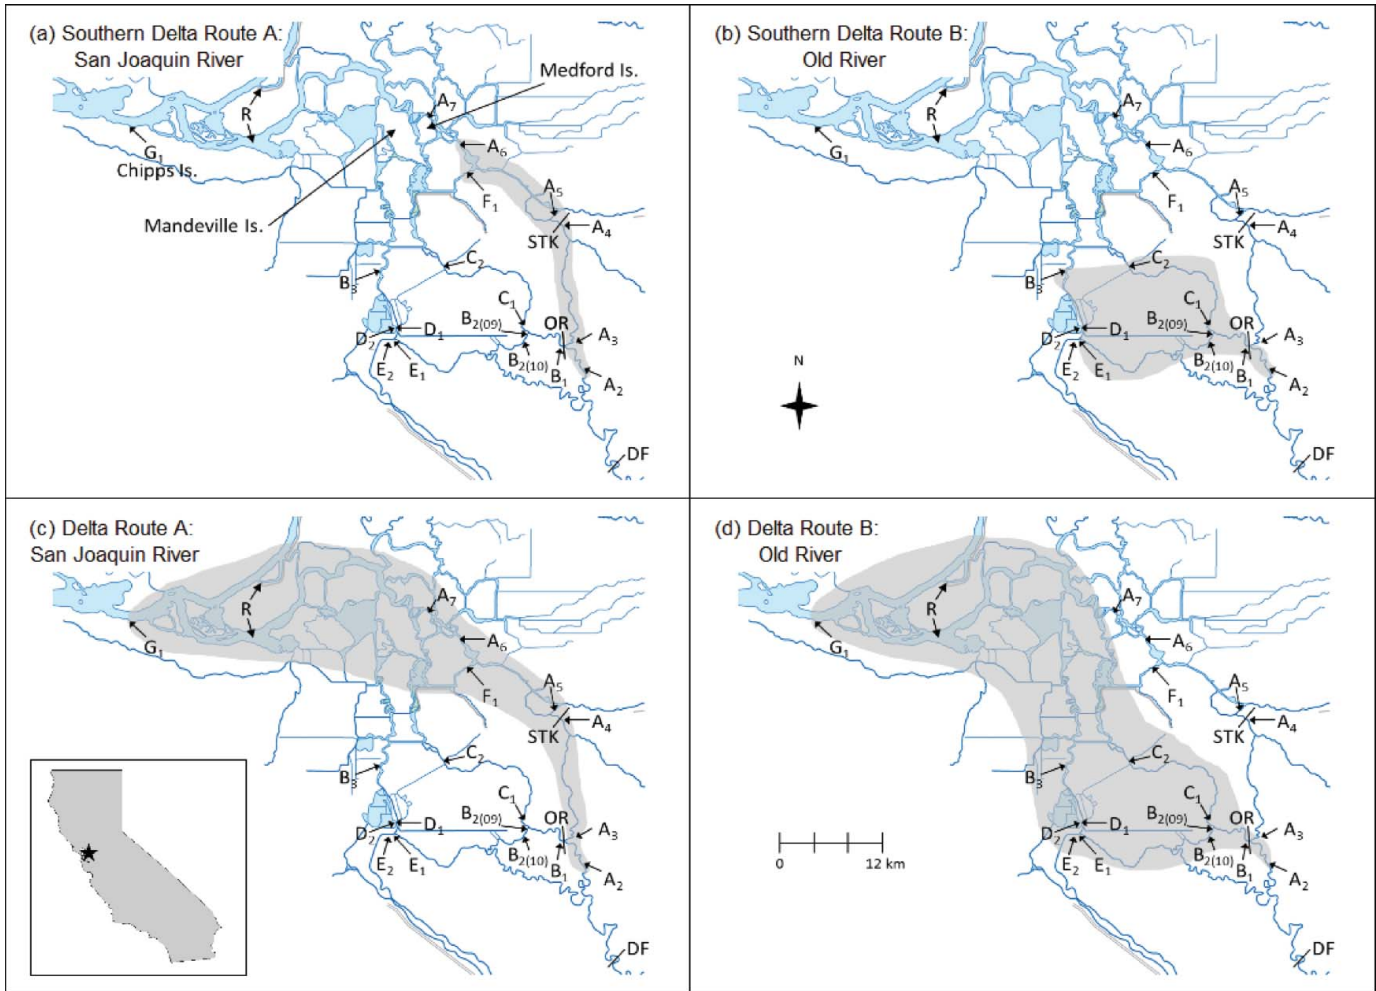 (a) Southern Delta Route A:
San Joaquin River
Medford Is.
A7
R
A6
G1
Chipps Is.
F1
A5
Mandeville Is.
STK
A4
C2
B3
C1
B2(09)
OR
D2
D1
A3
E2
E1
B2(10)
B1
A2
DF
(b) Southern Delta Route B:
Old River
A7
R
A6
G1
F1
A5
STK
A4
C2
B3
C1
B2(09)
OR
D2
D1
A3
E2
E1
B2(10)
B1
A2
N
DF
(c) Delta Route A:
San Joaquin River
A7
R
A6
G1
F1
A5
STK
A4
C2
B3
C1
B2(09)
OR
D2
D1
A3
E2
E1
B2(10)
B1
A2
DF
(d) Delta Route B:
Old River
A7
R
A6
G1
F1
A5
STK
A4
C2
B3
C1
B2(09)
OR
D2
D1
A3
E2
E1
B2(10)
B1
A2
0 12 km
DF